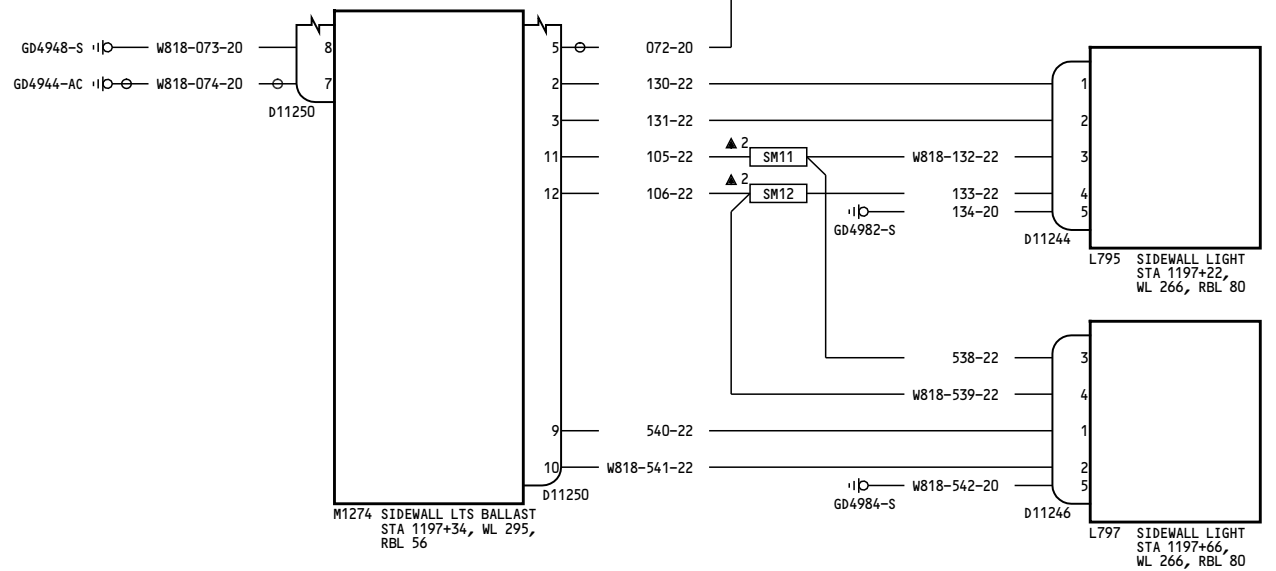 GD4948-S W818-073-20 8 5 072-20
GD4944-AC W818-074-20 7 2 130-22 1
D11250
3 131-22 2
2
11 105-22 SM11 W818-132-22 3
2
12 106-22 SM12 133-22 4
134-20 5
GD4982-S
D11244
L795 SIDEWALL LIGHT
STA 1197+22,
WL 266, RBL 80
538-22 3
W818-539-22 4
9 540-22 1
10 W818-541-22 2
W818-542-20 5
D11250
GD4984-S
D11246
M1274 SIDEWALL LTS BALLAST
STA 1197+34, WL 295,
RBL 56
L797 SIDEWALL LIGHT
STA 1197+66,
WL 266, RBL 80